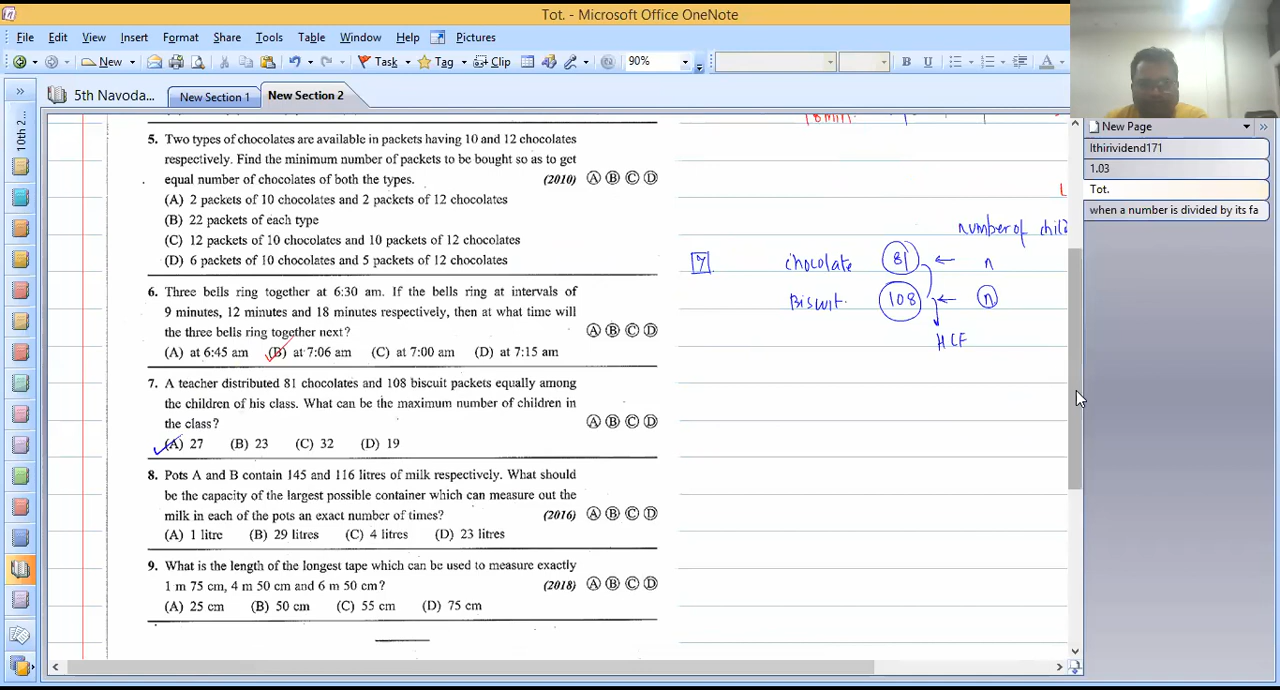 Tot. - Microsoft Office OneNote
File Edit View Insert Format Share Tools Table Window Help Pictures
New Task Tag Clip 90% B U A
5th Navoda... New Section 1 New Section 2
10th 2...
New Page
lthirividend171
1.03
Tot.
when a number is divided by its fa
5. Two types of chocolates are available in packets having 10 and 12 chocolates
respectively. Find the minimum number of packets to be bought so as to get
equal number of chocolates of both the types. (2010) A B C D
(A) 2 packets of 10 chocolates and 2 packets of 12 chocolates
(B) 22 packets of each type
(C) 12 packets of 10 chocolates and 10 packets of 12 chocolates
(D) 6 packets of 10 chocolates and 5 packets of 12 chocolates
6. Three bells ring together at 6:30 am. If the bells ring at intervals of
9 minutes, 12 minutes and 18 minutes respectively, then at what time will
the three bells ring together next? A B C D
(A) at 6:45 am (B) at 7:06 am (C) at 7:00 am (D) at 7:15 am
7. A teacher distributed 81 chocolates and 108 biscuit packets equally among
the children of his class. What can be the maximum number of children in
the class? A B C D
(A) 27 (B) 23 (C) 32 (D) 19
8. Pots A and B contain 145 and 116 litres of milk respectively. What should
be the capacity of the largest possible container which can measure out the
milk in each of the pots an exact number of times? (2016) A B C D
(A) 1 litre (B) 29 litres (C) 4 litres (D) 23 litres
9. What is the length of the longest tape which can be used to measure exactly
1 m 75 cm, 4 m 50 cm and 6 m 50 cm? (2018) A B C D
(A) 25 cm (B) 50 cm (C) 55 cm (D) 75 cm
number of child
7. chocolate 81 ← n
Biscuit. 108 ← n
HCF